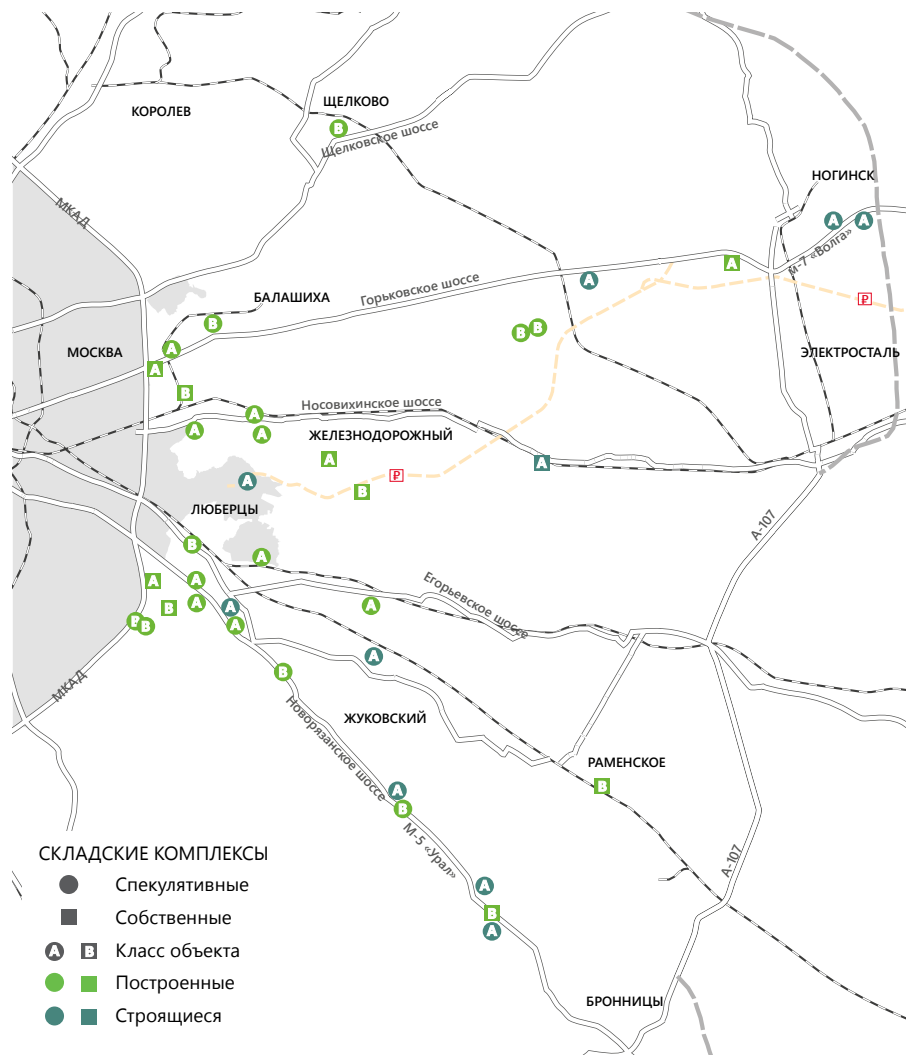 ЩЕЛКОВО
КОРОЛЕВ
B
Щелковское шоссе
НОГИНСК
МКАД
A A
М-7 «Волга»
A
Горьковское шоссе
A
БАЛАШИХА
₽
B
B B
МОСКВА
A
ЭЛЕКТРОСТАЛЬ
A
B
Носовихинское шоссе
A
A
A
ЖЕЛЕЗНОДОРОЖНЫЙ
A
A
₽
A
B
ЛЮБЕРЦЫ
А-107
B
A
A
A
Егорьевское шоссе
A
B
A
A
B
B
A
A
B
МКАД
Новорязанское шоссе
ЖУКОВСКИЙ
РАМЕНСКОЕ
B
A
B
М-5 «Урал»
А-107
A
B
A
БРОННИЦЫ
СКЛАДСКИЕ КОМПЛЕКСЫ
Спекулятивные
Собственные
A B Класс объекта
Построенные
Строящиеся